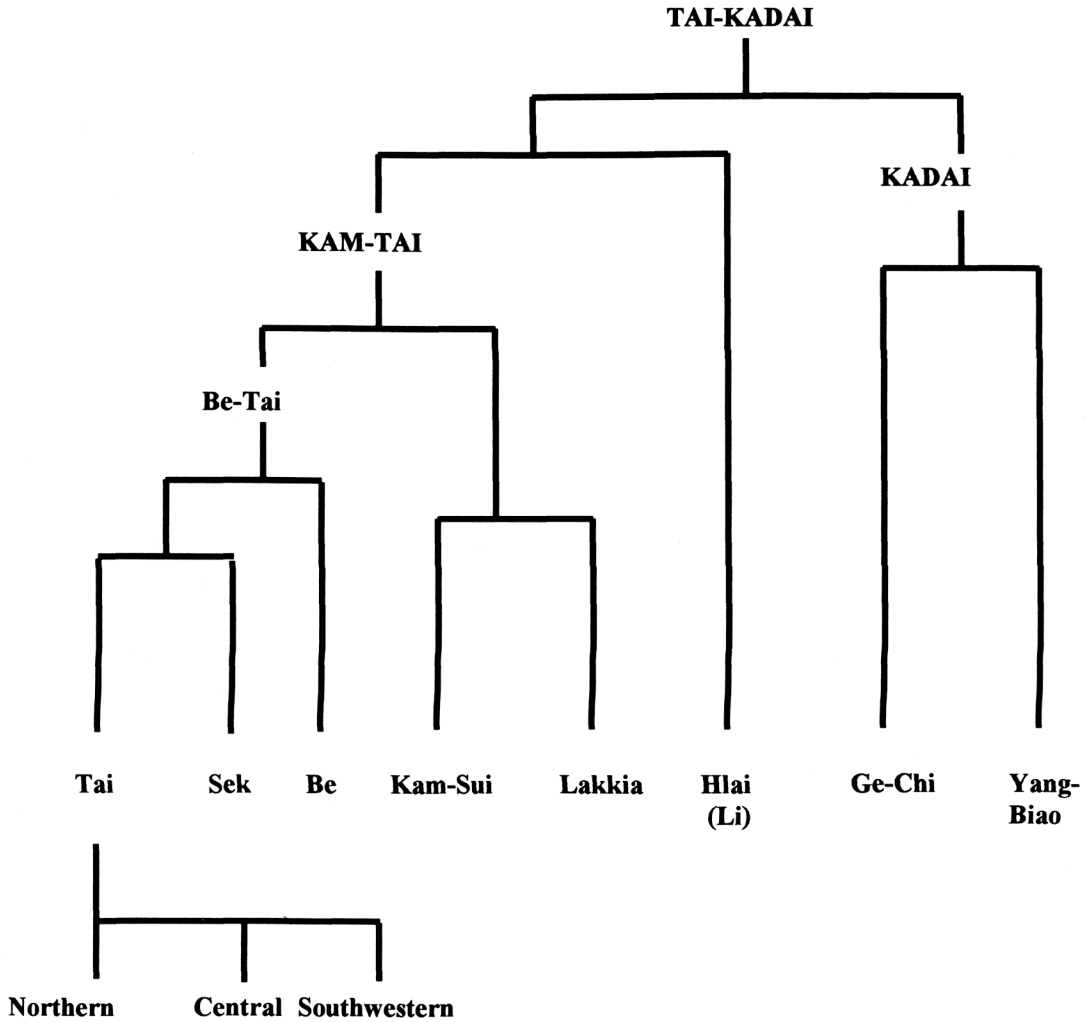 TAI-KADAI
KADAI
KAM-TAI
Be-Tai
Tai Sek Be Kam-Sui Lakkia Hlai Ge-Chi Yang-
(Li) Biao
Northern Central Southwestern